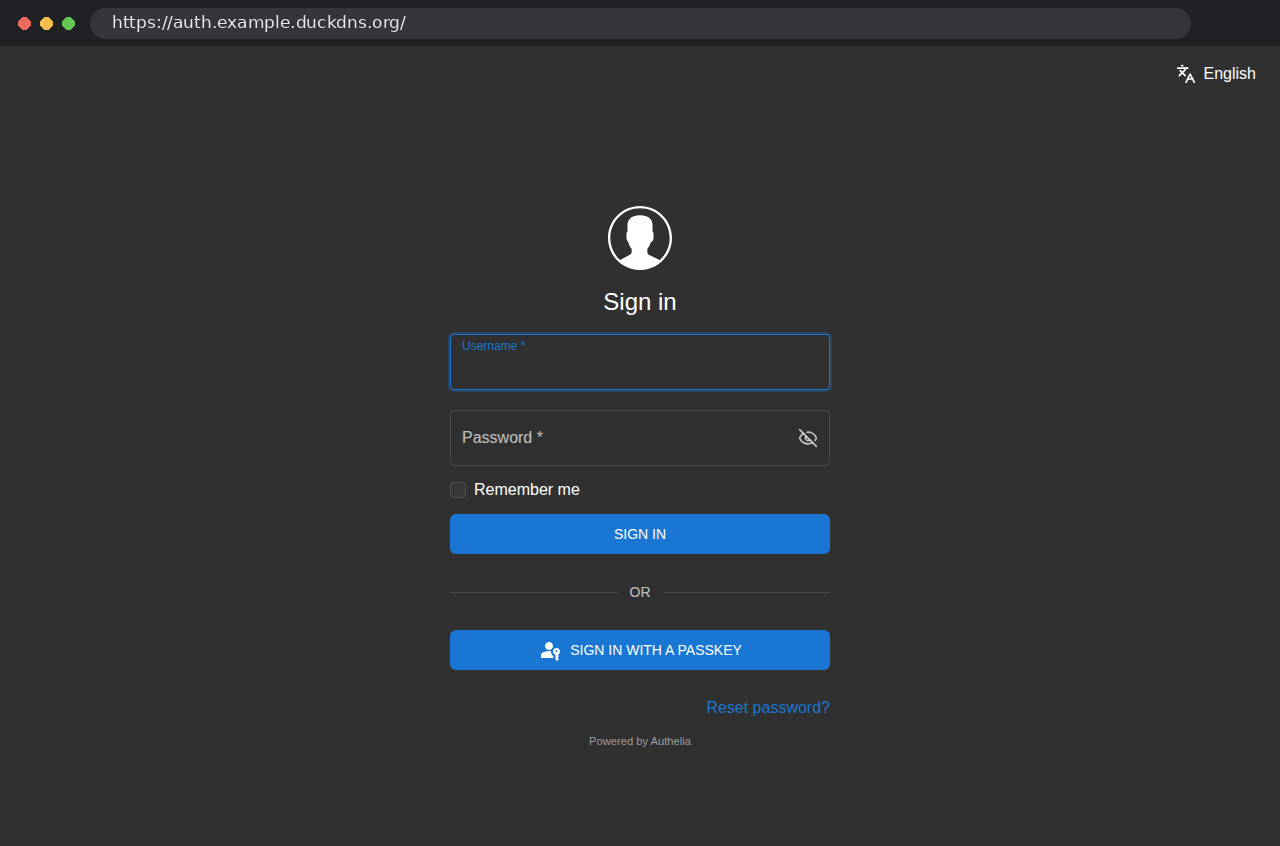 https://auth.example.duckdns.org/
English
Sign in
Username *
Password *
Remember me
SIGN IN
OR
SIGN IN WITH A PASSKEY
Reset password?
Powered by Authelia